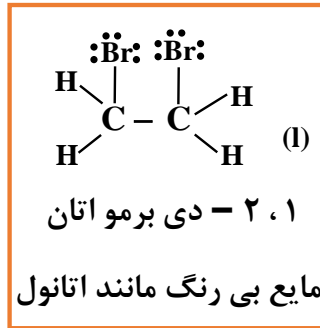 :Br: :Br:
H H
C – C
H H (l)
۱ ، ۲ – دی برمو اتان
مایع بی رنگ مانند اتانول